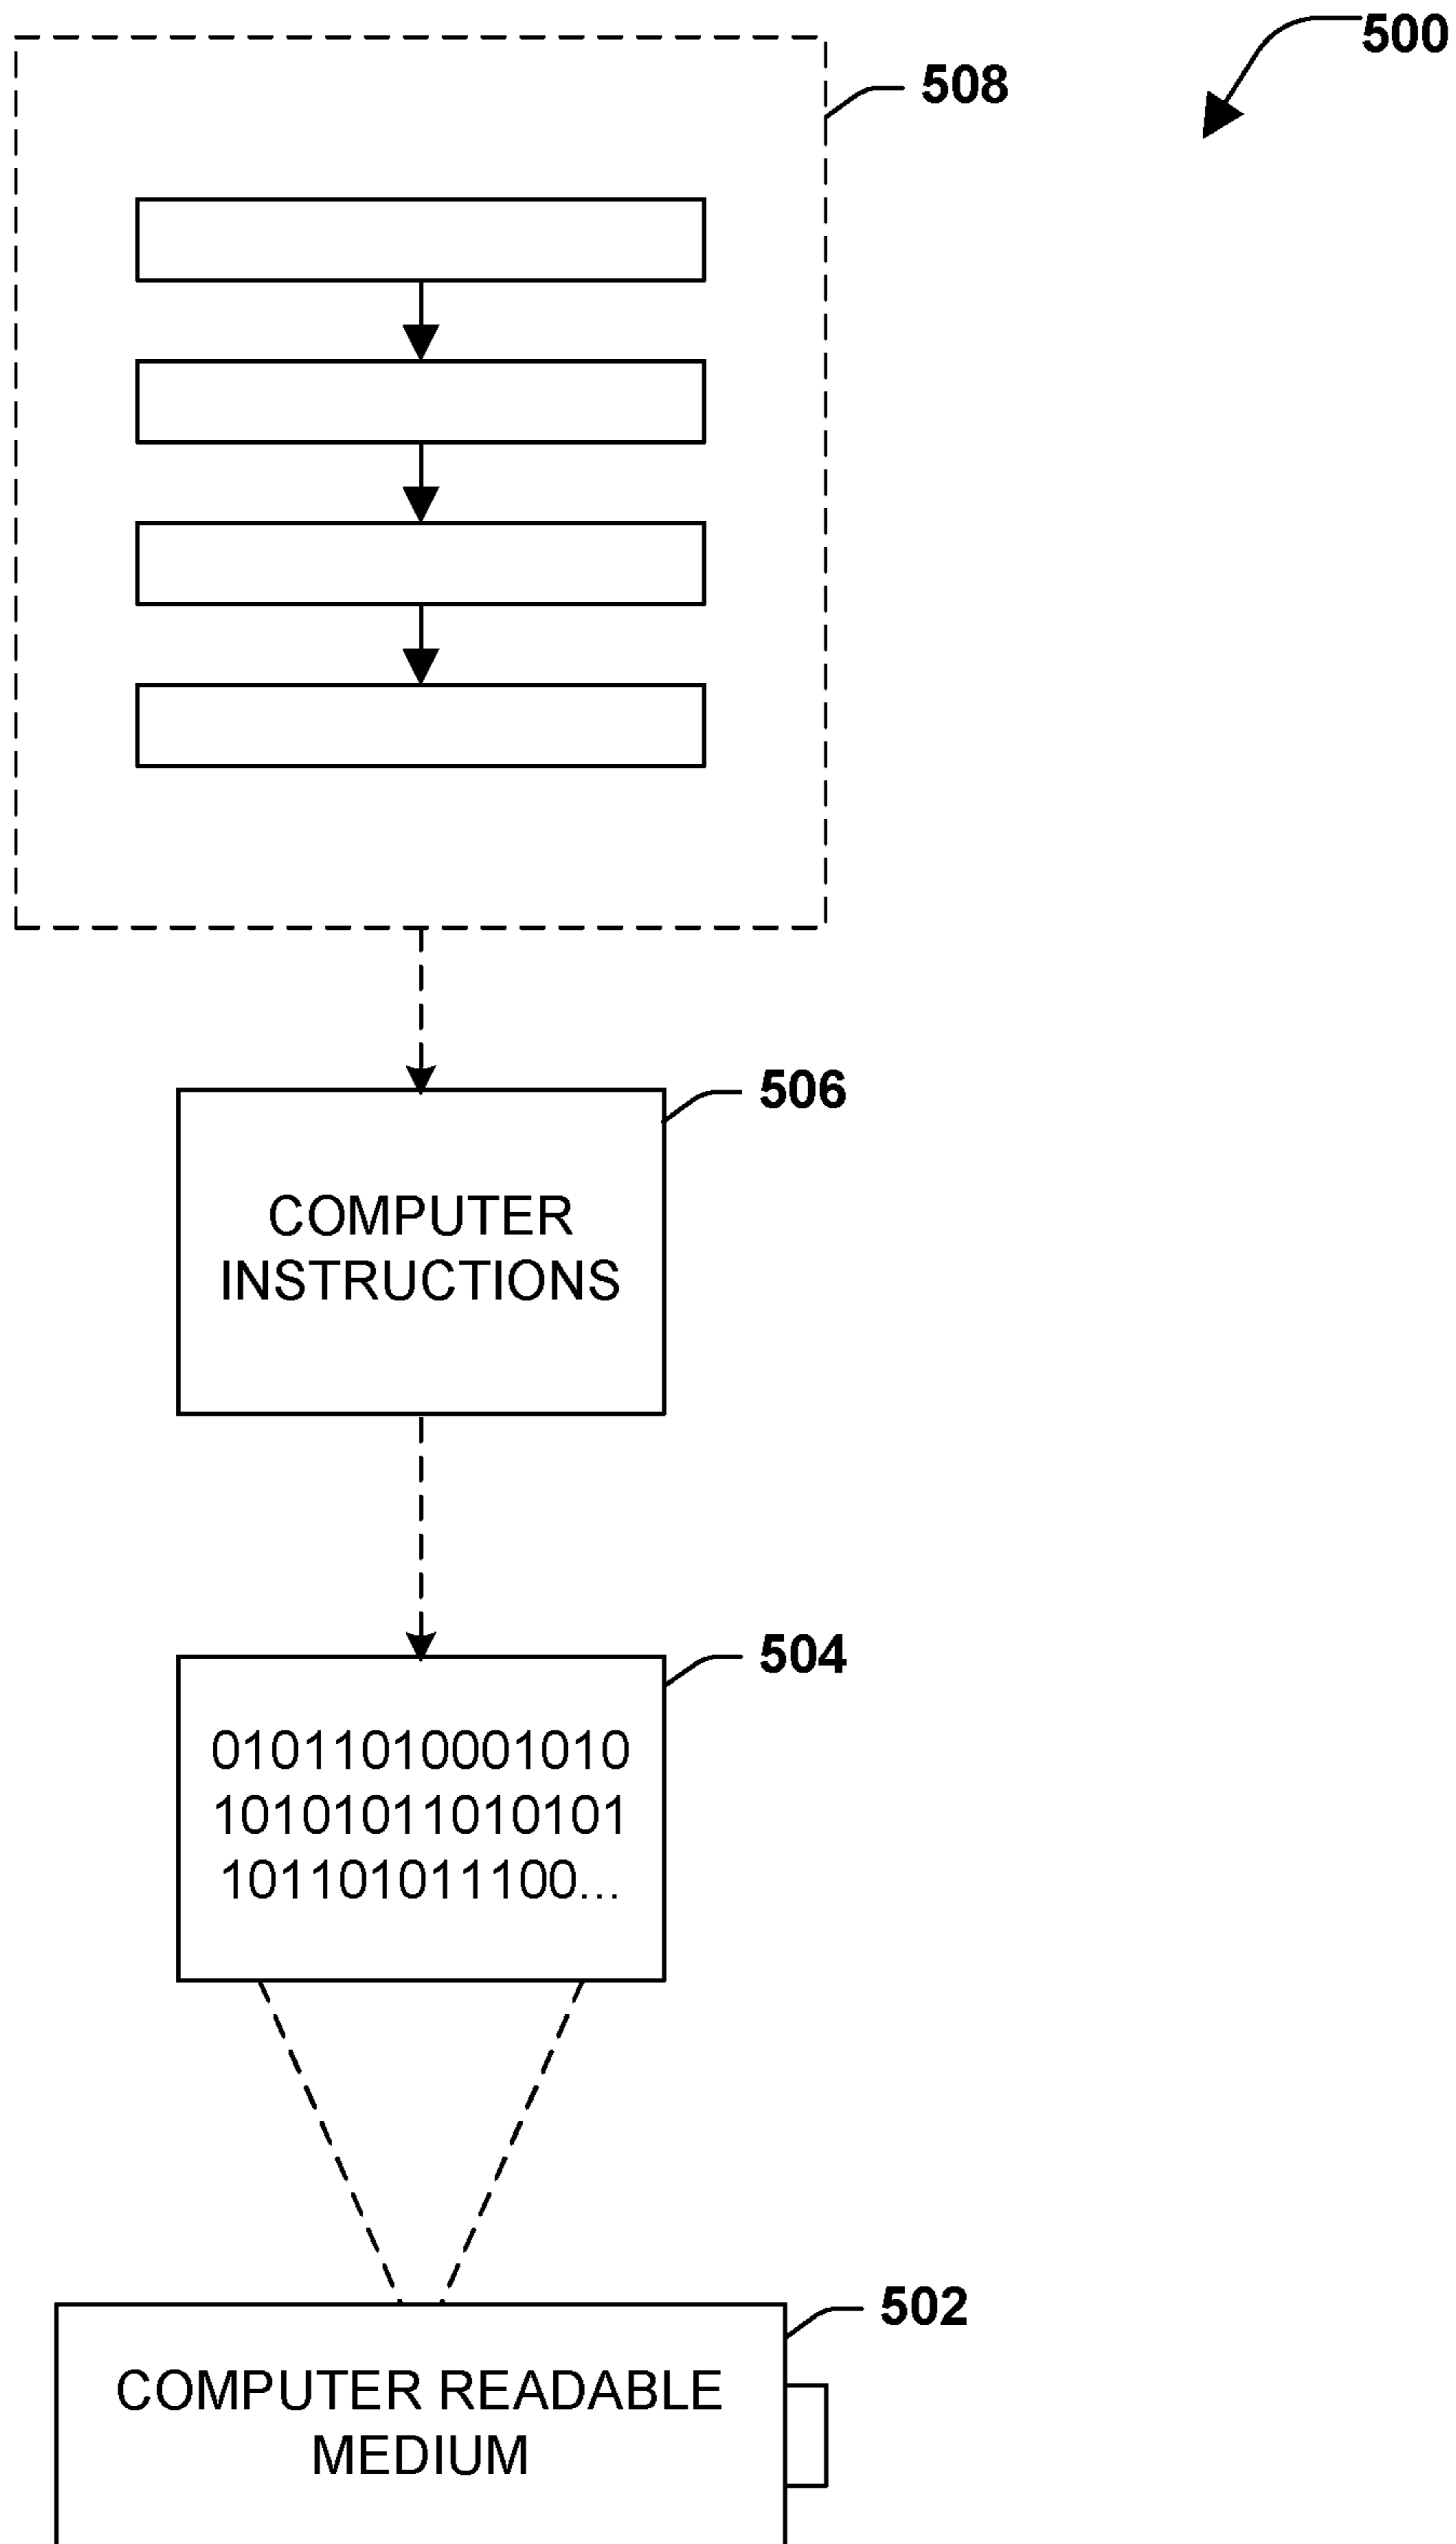 500
508
506
COMPUTER
INSTRUCTIONS
504
01011010001010
10101011010101
101101011100...
502
COMPUTER READABLE
MEDIUM